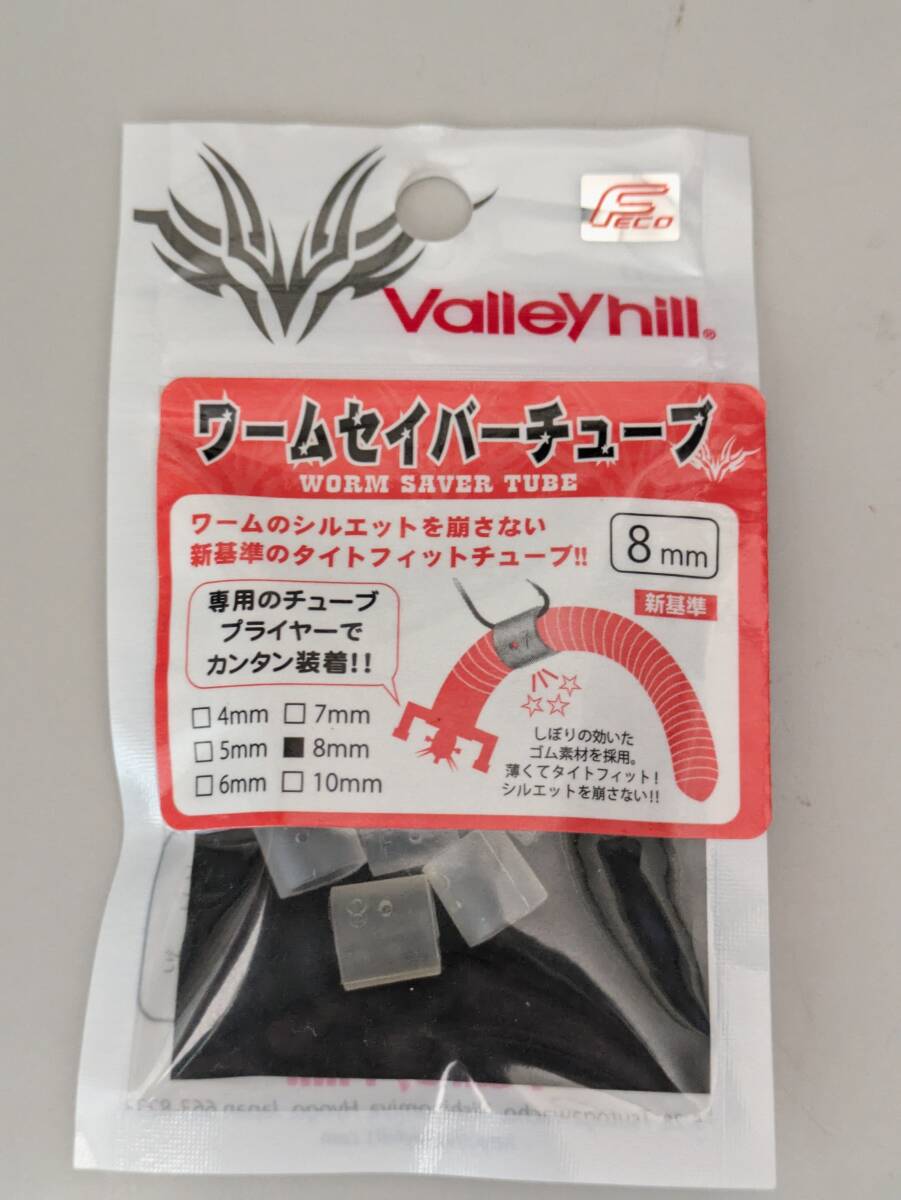 FECO
Valleyhill®
ワームセイバーチューブ
WORM SAVER TUBE
ワームのシルエットを崩さない
新基準のタイトフィットチューブ!!
8mm
新基準
専用のチューブ
プライヤーで
カンタン装着!!
□4mm □7mm
□5mm ■8mm
□6mm □10mm
しぼりの効いた
ゴム素材を採用。
薄くてタイトフィット!
シルエットを崩さない!!
Hyogo, Japan 663